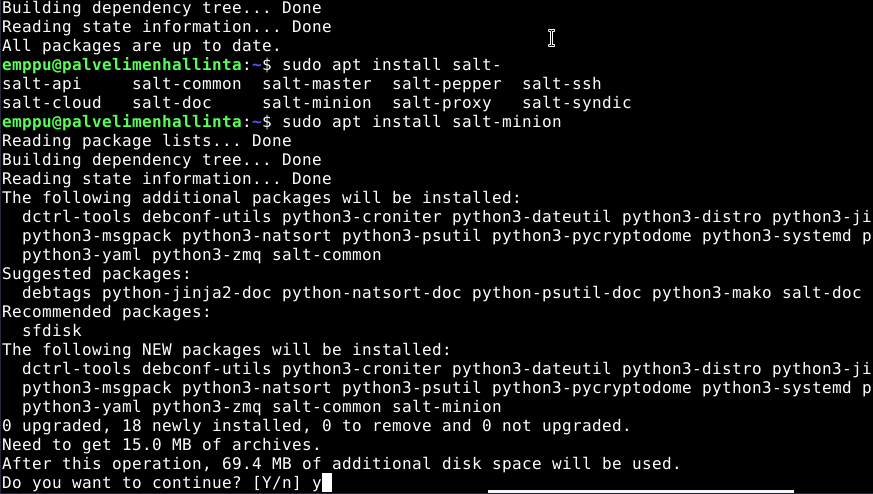 Building dependency tree... Done
Reading state information... Done
All packages are up to date.
emppu@palvelimenhallinta:~$ sudo apt install salt-
salt-api     salt-common  salt-master  salt-pepper  salt-ssh
salt-cloud   salt-doc     salt-minion  salt-proxy   salt-syndic
emppu@palvelimenhallinta:~$ sudo apt install salt-minion
Reading package lists... Done
Building dependency tree... Done
Reading state information... Done
The following additional packages will be installed:
  dctrl-tools debconf-utils python3-croniter python3-dateutil python3-distro python3-ji
  python3-msgpack python3-natsort python3-psutil python3-pycryptodome python3-systemd p
  python3-yaml python3-zmq salt-common
Suggested packages:
  debtags python-jinja2-doc python-natsort-doc python-psutil-doc python3-mako salt-doc
Recommended packages:
  sfdisk
The following NEW packages will be installed:
  dctrl-tools debconf-utils python3-croniter python3-dateutil python3-distro python3-ji
  python3-msgpack python3-natsort python3-psutil python3-pycryptodome python3-systemd p
  python3-yaml python3-zmq salt-common salt-minion
0 upgraded, 18 newly installed, 0 to remove and 0 not upgraded.
Need to get 15.0 MB of archives.
After this operation, 69.4 MB of additional disk space will be used.
Do you want to continue? [Y/n] y